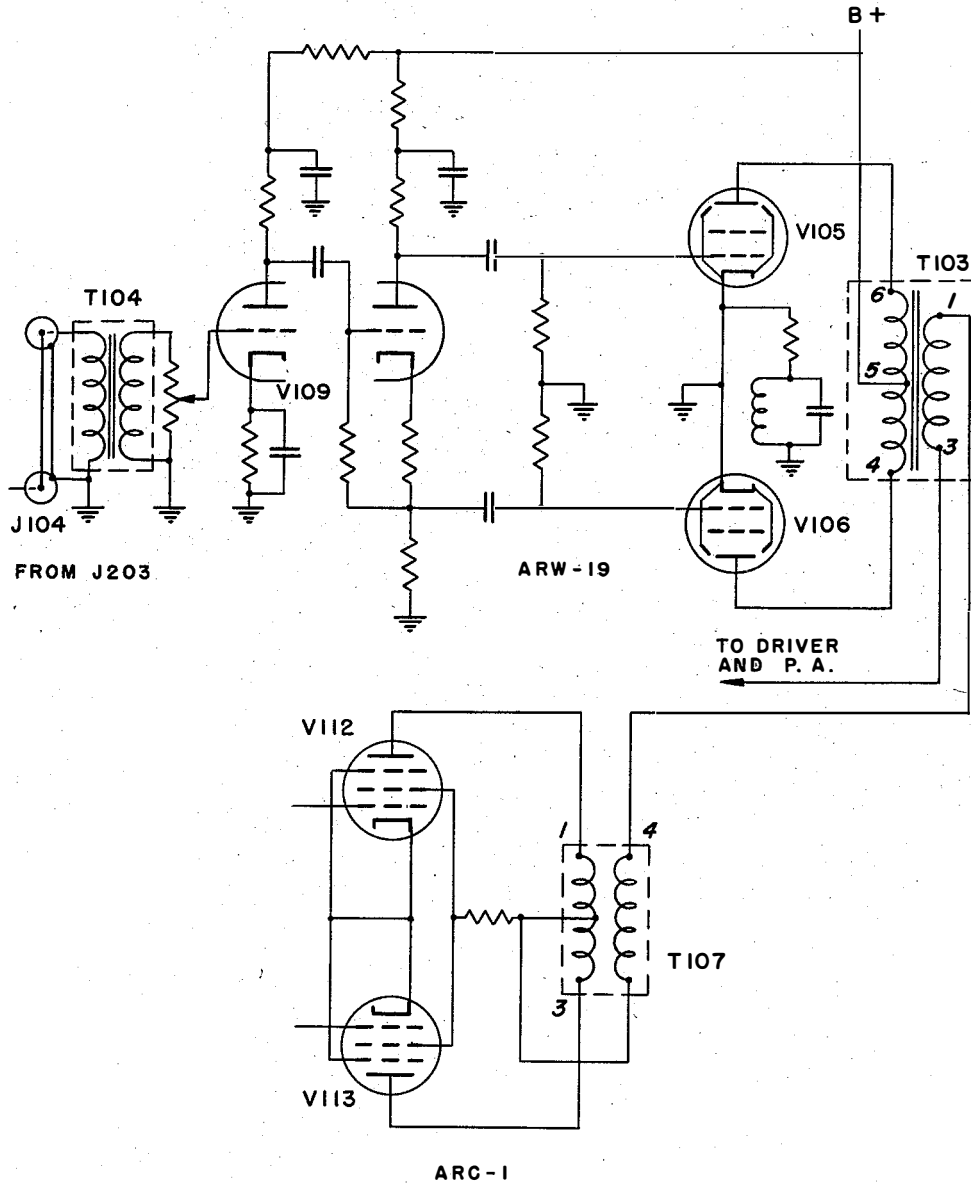 B+
V105
T103
6
1
T104
5
V109
3
4
J104
V106
FROM J203
ARW-19
TO DRIVER
AND P. A.
V112
1
4
T107
3
V113
ARC-1